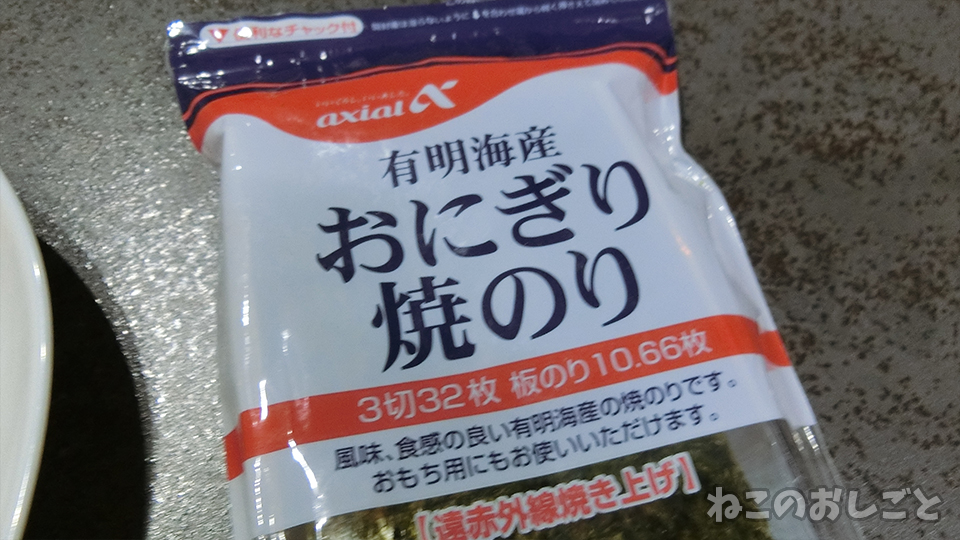 便利なチャック付
axial
有明海産
おにぎり
焼のり
3切32枚 板のり10.66枚
風味、食感の良い有明海産の焼のりです。
おもち用にもお使いいただけます。
【遠赤外線焼き上げ】
ねこのおしごと